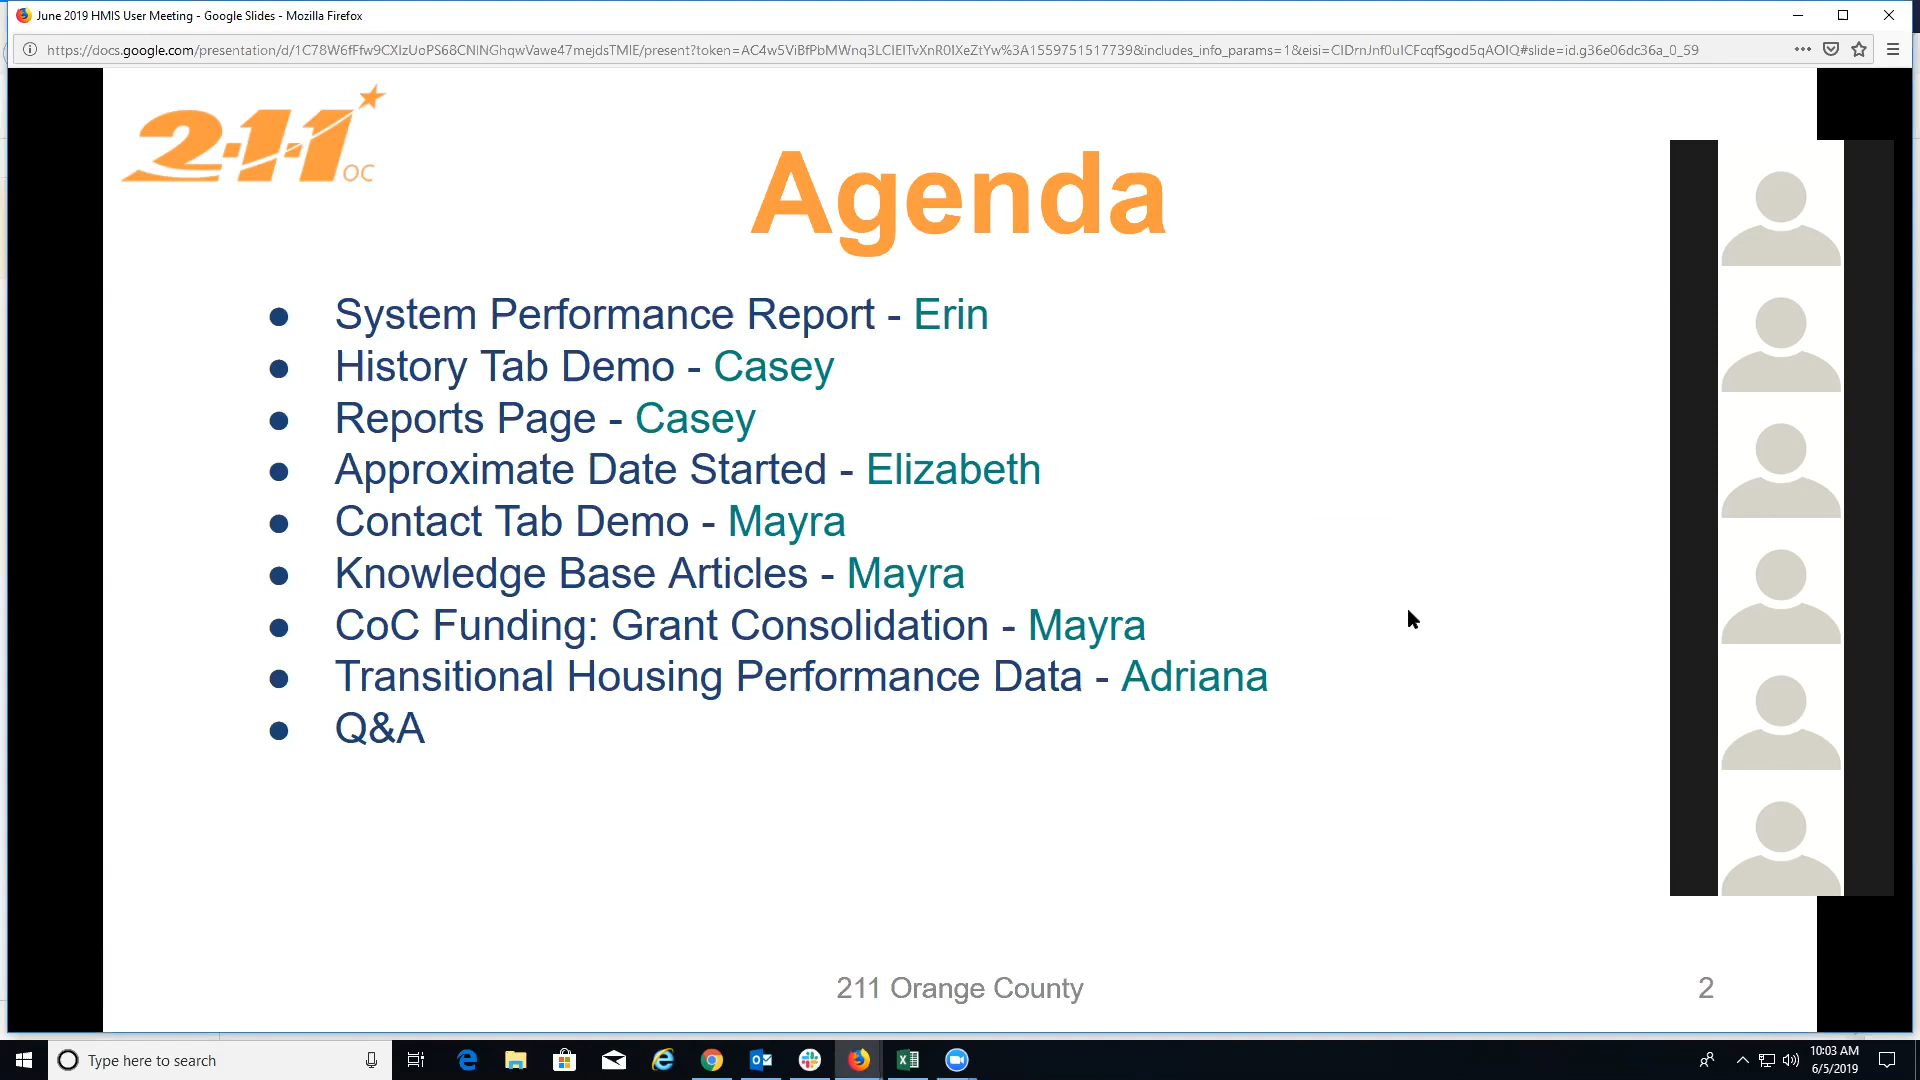 June 2019 HMIS User Meeting - Google Slides - Mozilla Firefox
2-1-1 OC
Agenda
● System Performance Report - Erin
● History Tab Demo - Casey
● Reports Page - Casey
● Approximate Date Started - Elizabeth
● Contact Tab Demo - Mayra
● Knowledge Base Articles - Mayra
● CoC Funding: Grant Consolidation - Mayra
● Transitional Housing Performance Data - Adriana
● Q&A
211 Orange County
2
Type here to search
10:03 AM
6/5/2019